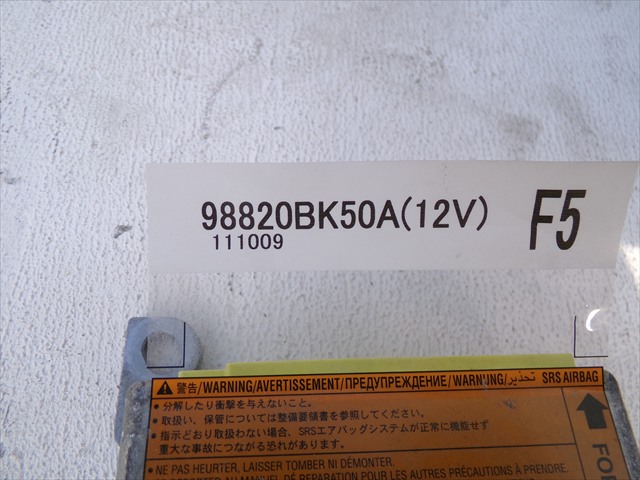 98820BK50A(12V)
F5
111009
警告/WARNING/AVERTISSEMENT/ПРЕДУПРЕЖДЕНИЕ/WARNUNG/تحذير SRS AIRBAG
• 分解したり衝撃を与えないこと。
• 取扱い、保管については整備要領書を参照してください。
• 指示どおり取扱わない場合、SRSエアバッグシステムが正常に機能せず
重大な事故につながる恐れがあります。
• NE PAS HEURTER, LAISSER TOMBER NI DÉMONTER.
POUR LES AUTRES PRÉCAUTIONS À PRENDRE,